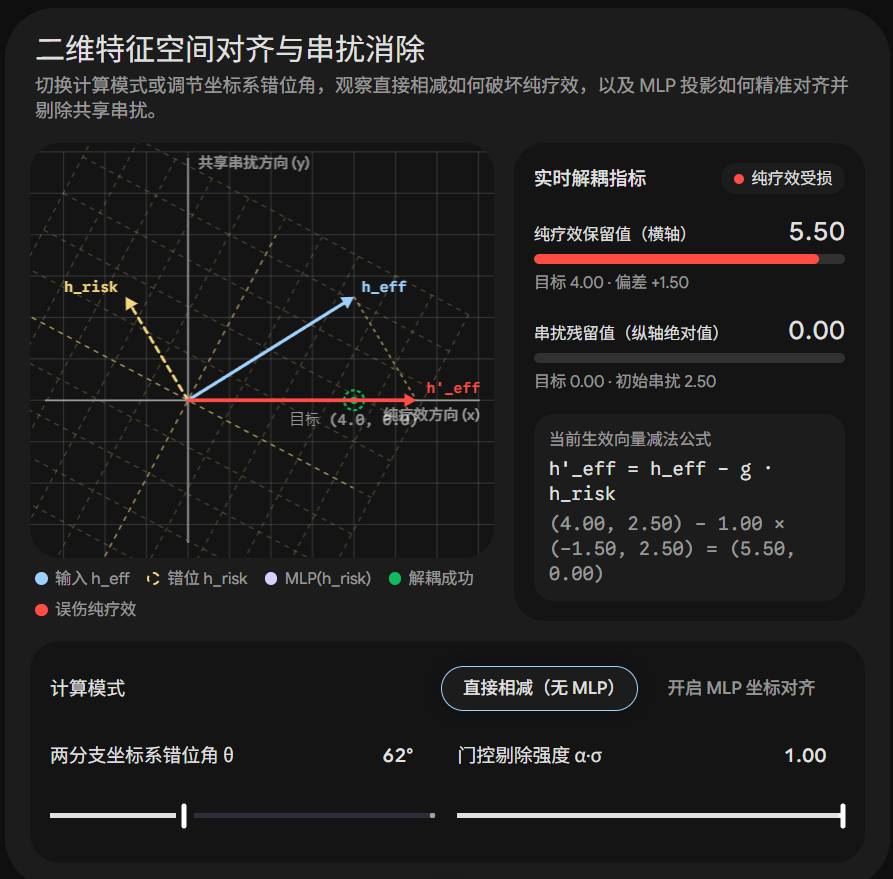 二维特征空间对齐与串扰消除
切换计算模式或调节坐标系错位角，观察直接相减如何破坏纯疗效，以及 MLP 投影如何精准对齐并
剔除共享串扰。
共享串扰方向 (y)
h_risk
h_eff
h'_eff
目标 (4.0, 0.0)
纯疗效方向 (x)
输入 h_eff
错位 h_risk
MLP(h_risk)
解耦成功
误伤纯疗效
实时解耦指标
纯疗效受损
纯疗效保留值（横轴）
5.50
目标 4.00 · 偏差 +1.50
串扰残留值（纵轴绝对值）
0.00
目标 0.00 · 初始串扰 2.50
当前生效向量减法公式
h'_eff = h_eff − g ·
h_risk
(4.00, 2.50) − 1.00 ×
(−1.50, 2.50) = (5.50,
0.00)
计算模式
直接相减（无 MLP）
开启 MLP 坐标对齐
两分支坐标系错位角 θ
62°
门控剔除强度 α·σ
1.00